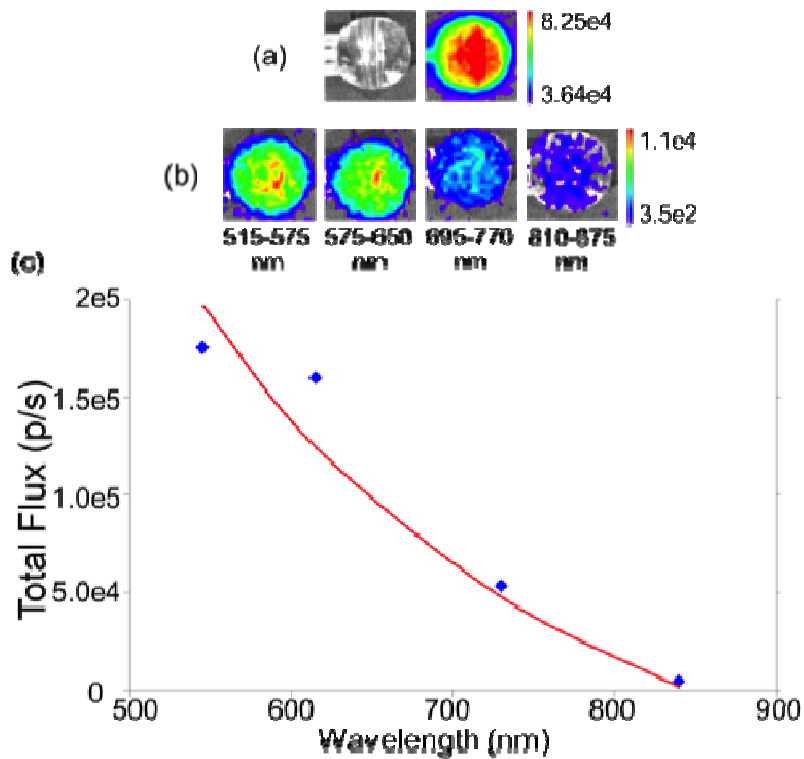 (a)
8.25e4
3.64e4
(b)
1.1e4
3.5e2
515-575 nm
575-650 nm
695-770 nm
810-875 nm
(c)
2e5
1.5e5
1.0e5
5.0e4
0
Total Flux (p/s)
500 600 700 800 900
Wavelength (nm)